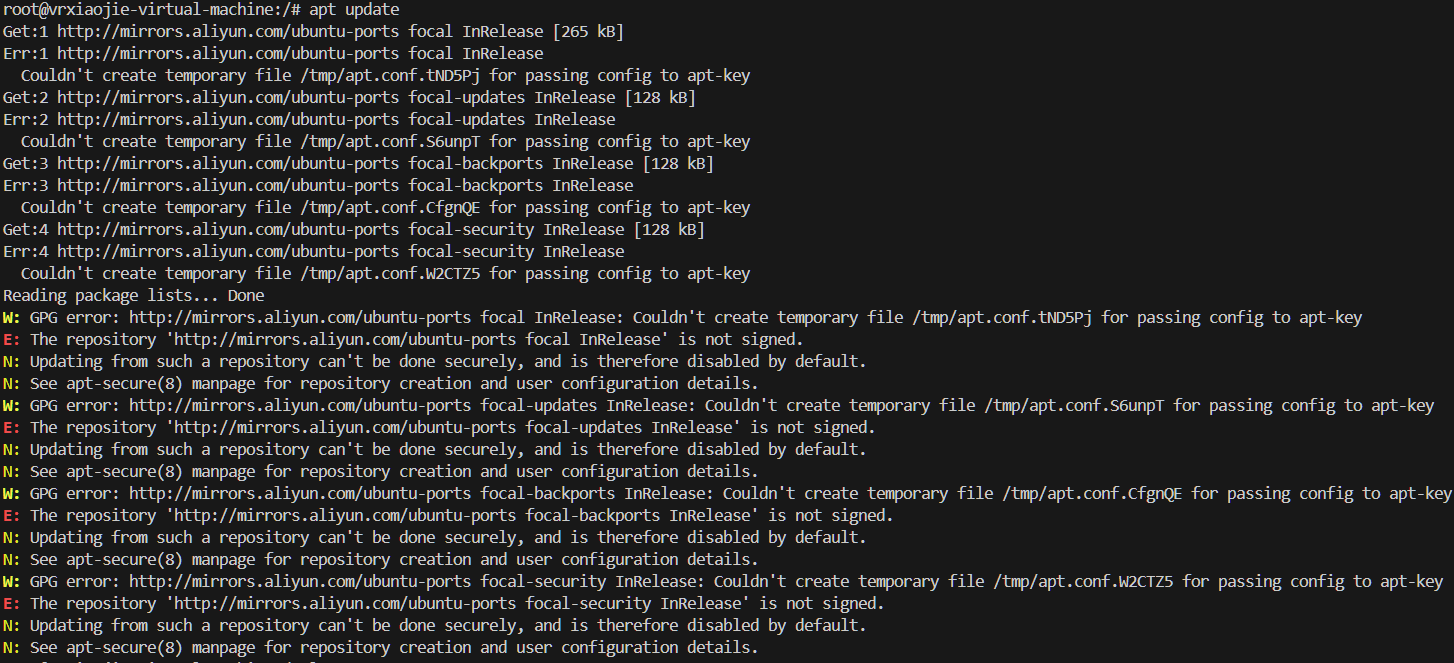 root@vrxiaojie-virtual-machine:/# apt update
Get:1 http://mirrors.aliyun.com/ubuntu-ports focal InRelease [265 kB]
Err:1 http://mirrors.aliyun.com/ubuntu-ports focal InRelease
  Couldn't create temporary file /tmp/apt.conf.tND5Pj for passing config to apt-key
Get:2 http://mirrors.aliyun.com/ubuntu-ports focal-updates InRelease [128 kB]
Err:2 http://mirrors.aliyun.com/ubuntu-ports focal-updates InRelease
  Couldn't create temporary file /tmp/apt.conf.S6unpT for passing config to apt-key
Get:3 http://mirrors.aliyun.com/ubuntu-ports focal-backports InRelease [128 kB]
Err:3 http://mirrors.aliyun.com/ubuntu-ports focal-backports InRelease
  Couldn't create temporary file /tmp/apt.conf.CfgnQE for passing config to apt-key
Get:4 http://mirrors.aliyun.com/ubuntu-ports focal-security InRelease [128 kB]
Err:4 http://mirrors.aliyun.com/ubuntu-ports focal-security InRelease
  Couldn't create temporary file /tmp/apt.conf.W2CTZ5 for passing config to apt-key
Reading package lists... Done
W: GPG error: http://mirrors.aliyun.com/ubuntu-ports focal InRelease: Couldn't create temporary file /tmp/apt.conf.tND5Pj for passing config to apt-key
E: The repository 'http://mirrors.aliyun.com/ubuntu-ports focal InRelease' is not signed.
N: Updating from such a repository can't be done securely, and is therefore disabled by default.
N: See apt-secure(8) manpage for repository creation and user configuration details.
W: GPG error: http://mirrors.aliyun.com/ubuntu-ports focal-updates InRelease: Couldn't create temporary file /tmp/apt.conf.S6unpT for passing config to apt-key
E: The repository 'http://mirrors.aliyun.com/ubuntu-ports focal-updates InRelease' is not signed.
N: Updating from such a repository can't be done securely, and is therefore disabled by default.
N: See apt-secure(8) manpage for repository creation and user configuration details.
W: GPG error: http://mirrors.aliyun.com/ubuntu-ports focal-backports InRelease: Couldn't create temporary file /tmp/apt.conf.CfgnQE for passing config to apt-key
E: The repository 'http://mirrors.aliyun.com/ubuntu-ports focal-backports InRelease' is not signed.
N: Updating from such a repository can't be done securely, and is therefore disabled by default.
N: See apt-secure(8) manpage for repository creation and user configuration details.
W: GPG error: http://mirrors.aliyun.com/ubuntu-ports focal-security InRelease: Couldn't create temporary file /tmp/apt.conf.W2CTZ5 for passing config to apt-key
E: The repository 'http://mirrors.aliyun.com/ubuntu-ports focal-security InRelease' is not signed.
N: Updating from such a repository can't be done securely, and is therefore disabled by default.
N: See apt-secure(8) manpage for repository creation and user configuration details.